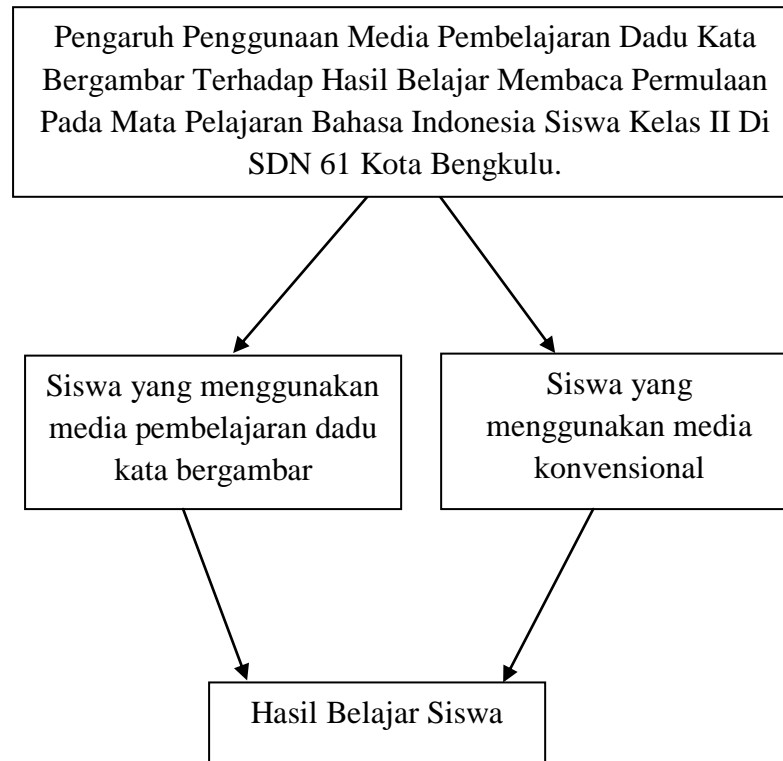 Pengaruh Penggunaan Media Pembelajaran Dadu Kata
Bergambar Terhadap Hasil Belajar Membaca Permulaan
Pada Mata Pelajaran Bahasa Indonesia Siswa Kelas II Di
SDN 61 Kota Bengkulu.
Siswa yang menggunakan
media pembelajaran dadu
kata bergambar
Siswa yang
menggunakan media
konvensional
Hasil Belajar Siswa